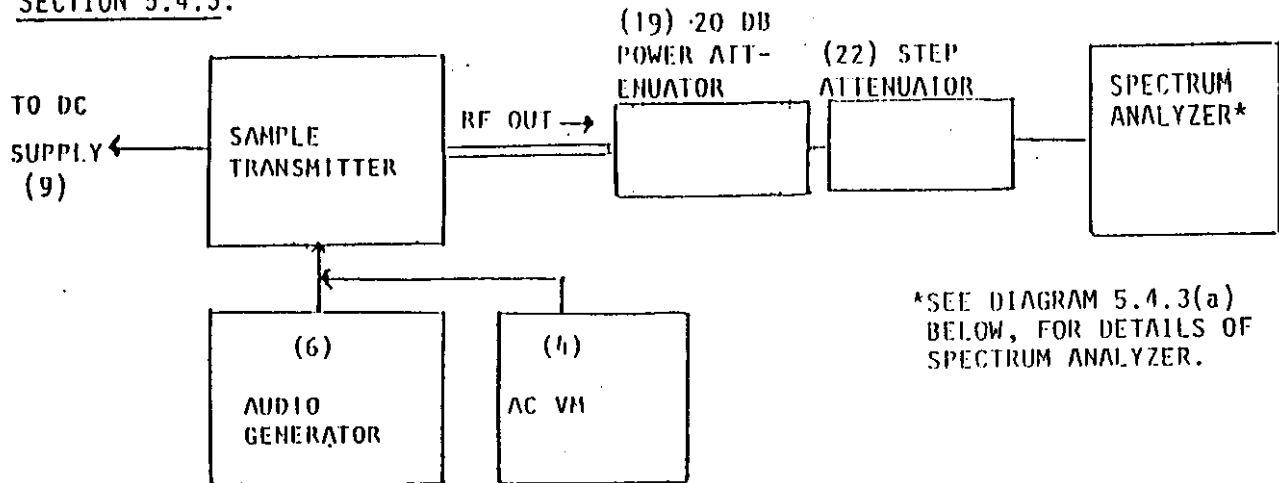 SECTION 5.4.3:
(19) 20 DB
POWER ATT-
ENUATOR
(22) STEP
ATTENUATOR
SPECTRUM
ANALYZER*
TO DC
SUPPLY
(9)
SAMPLE
TRANSMITTER
RF OUT →
*SEE DIAGRAM 5.4.3(a)
BELOW, FOR DETAILS OF
SPECTRUM ANALYZER.
(6)
AUDIO
GENERATOR
(4)
AC VM